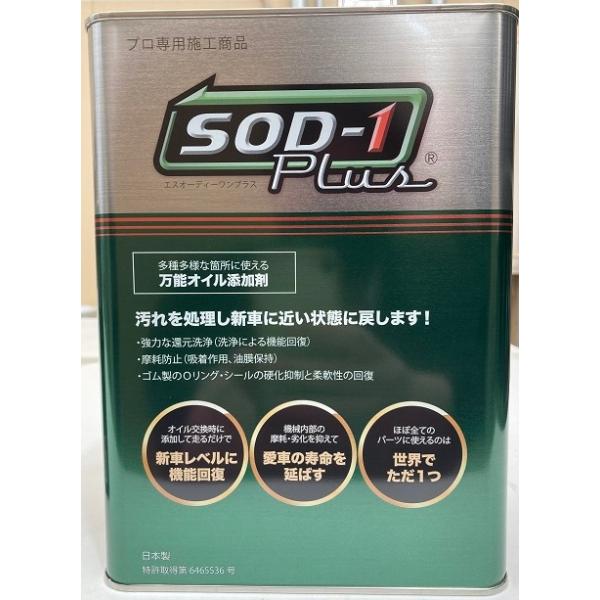 プロ専用施工商品
SOD-1
Plus
®
エスオーディーワンプラス
多種多様な箇所に使える
万能オイル添加剤
汚れを処理し新車に近い状態に戻します!
・強力な還元洗浄(洗浄による機能回復)
・摩耗防止(吸着作用、油膜保持)
・ゴム製のOリング・シールの硬化抑制と柔軟性の回復
オイル交換時に
添加して走るだけで
新車レベルに
機能回復
機械内部の
摩耗・劣化を抑えて
愛車の寿命を
延ばす
ほぼ全ての
パーツに使えるのは
世界で
ただ1つ
日本製
特許取得第6465536号